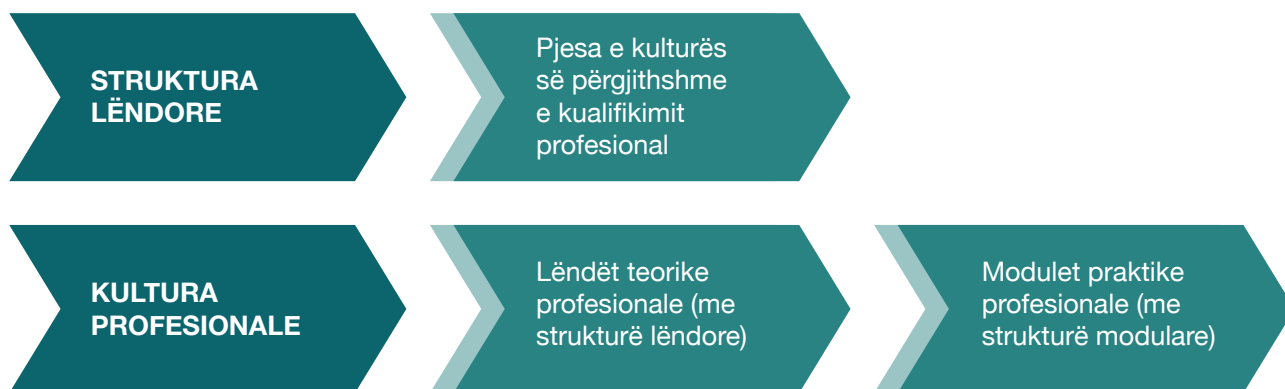 STRUKTURA
LËNDORE
Pjesa e kulturës
së përgjithshme
e kualifikimit
profesional
KULTURA
PROFESIONALE
Lëndët teorike
profesionale (me
strukturë lëndore)
Modulet praktike
profesionale (me
strukturë modulare)